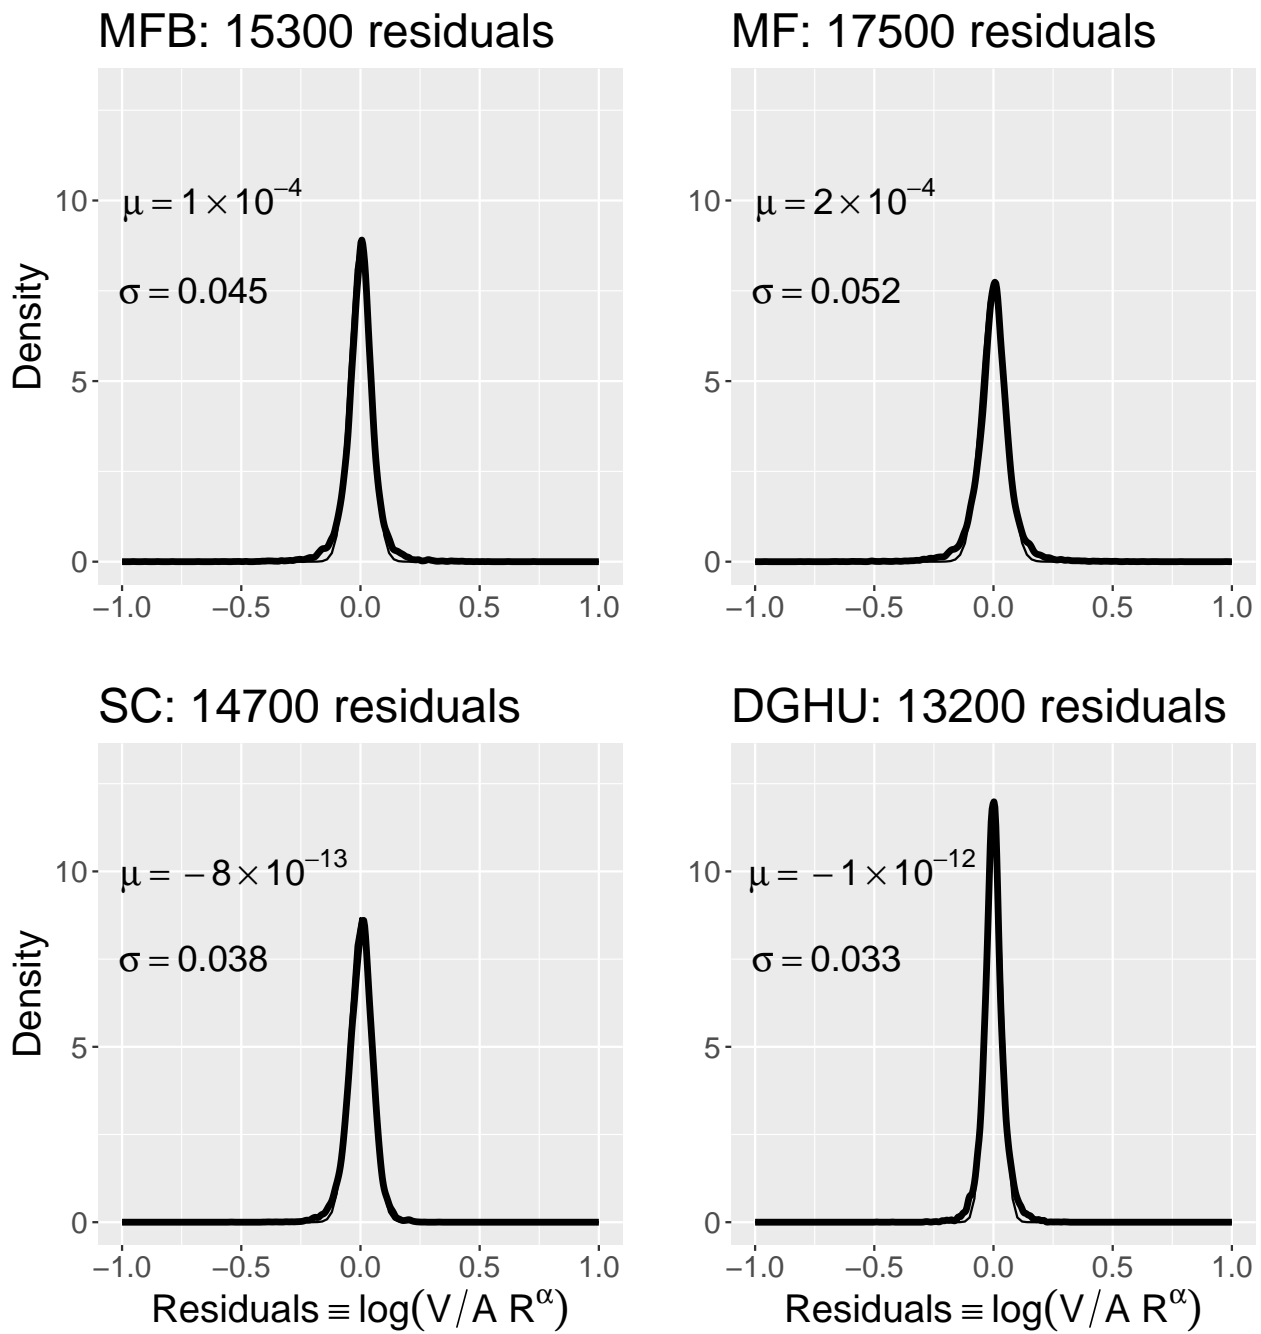 MFB: 15300 residuals
Density
10
5
0
μ = 1 × 10⁻⁴
σ = 0.045
−1.0 −0.5 0.0 0.5 1.0
MF: 17500 residuals
10
5
0
μ = 2 × 10⁻⁴
σ = 0.052
−1.0 −0.5 0.0 0.5 1.0
SC: 14700 residuals
Density
10
5
0
μ = − 8 × 10⁻¹³
σ = 0.038
−1.0 −0.5 0.0 0.5 1.0
Residuals ≡ log(V/A R^α)
DGHU: 13200 residuals
10
5
0
μ = − 1 × 10⁻¹²
σ = 0.033
−1.0 −0.5 0.0 0.5 1.0
Residuals ≡ log(V/A R^α)